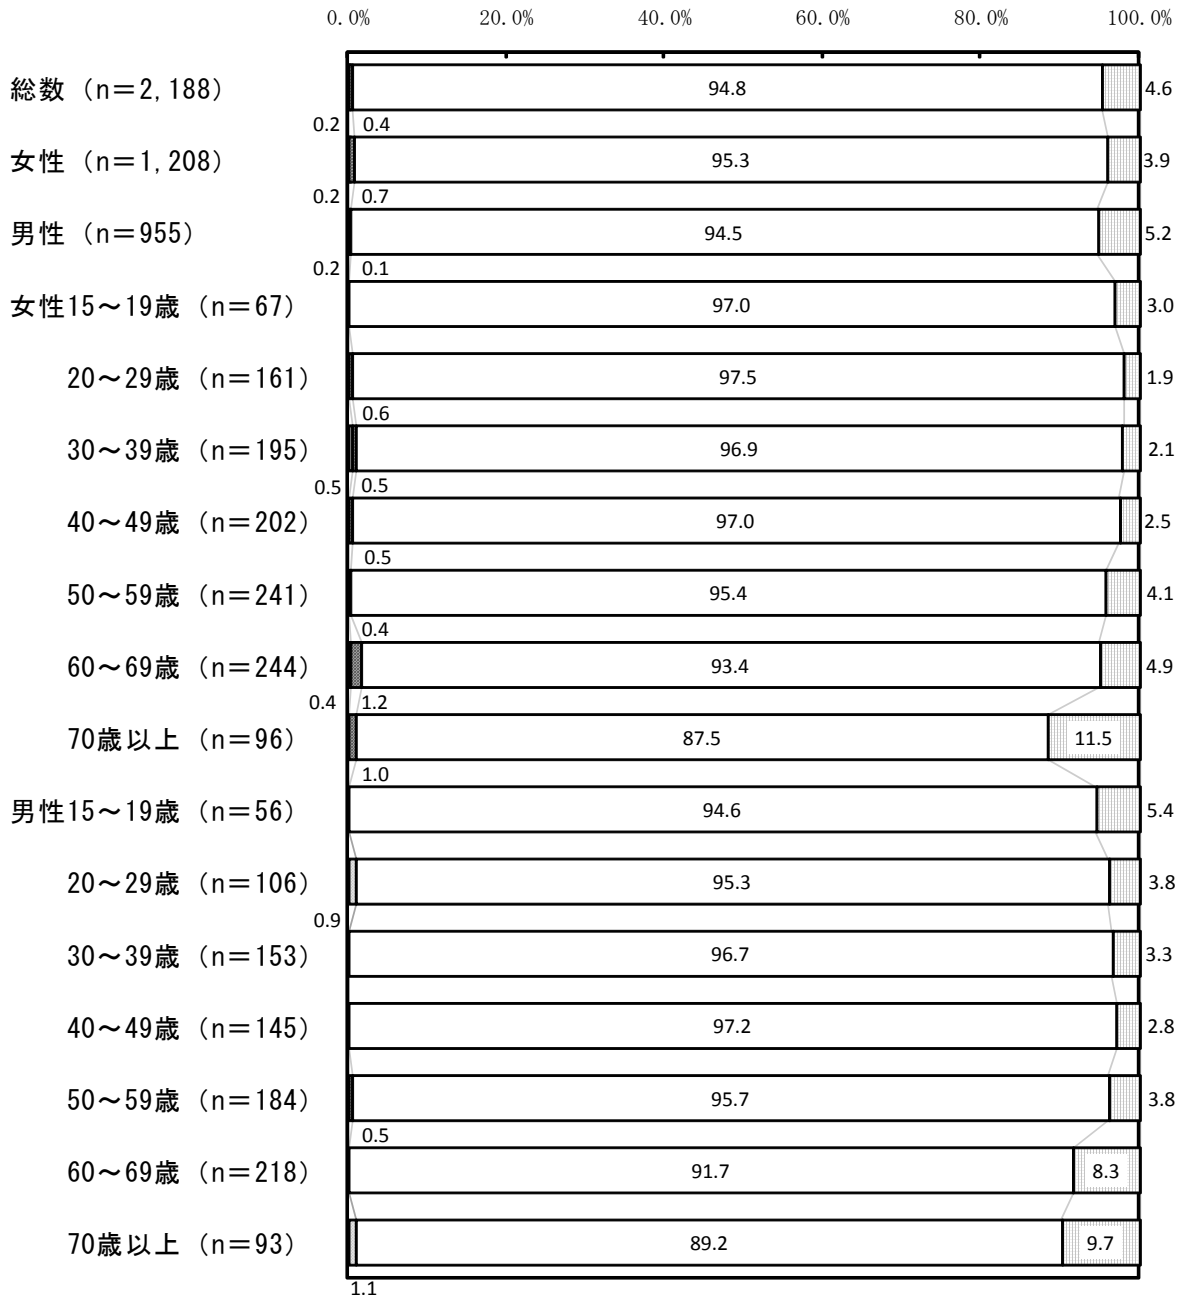 0.0% 20.0% 40.0% 60.0% 80.0% 100.0%
総数（n＝2,188） 94.8 4.6
0.2 0.4
女性（n＝1,208） 95.3 3.9
0.2 0.7
男性（n＝955） 94.5 5.2
0.2 0.1
女性15～19歳（n＝67） 97.0 3.0
20～29歳（n＝161） 97.5 1.9
0.6
30～39歳（n＝195） 96.9 2.1
0.5 0.5
40～49歳（n＝202） 97.0 2.5
0.5
50～59歳（n＝241） 95.4 4.1
0.4
60～69歳（n＝244） 93.4 4.9
0.4 1.2
70歳以上（n＝96） 87.5 11.5
1.0
男性15～19歳（n＝56） 94.6 5.4
20～29歳（n＝106） 95.3 3.8
0.9
30～39歳（n＝153） 96.7 3.3
40～49歳（n＝145） 97.2 2.8
50～59歳（n＝184） 95.7 3.8
0.5
60～69歳（n＝218） 91.7 8.3
70歳以上（n＝93） 89.2 9.7
1.1